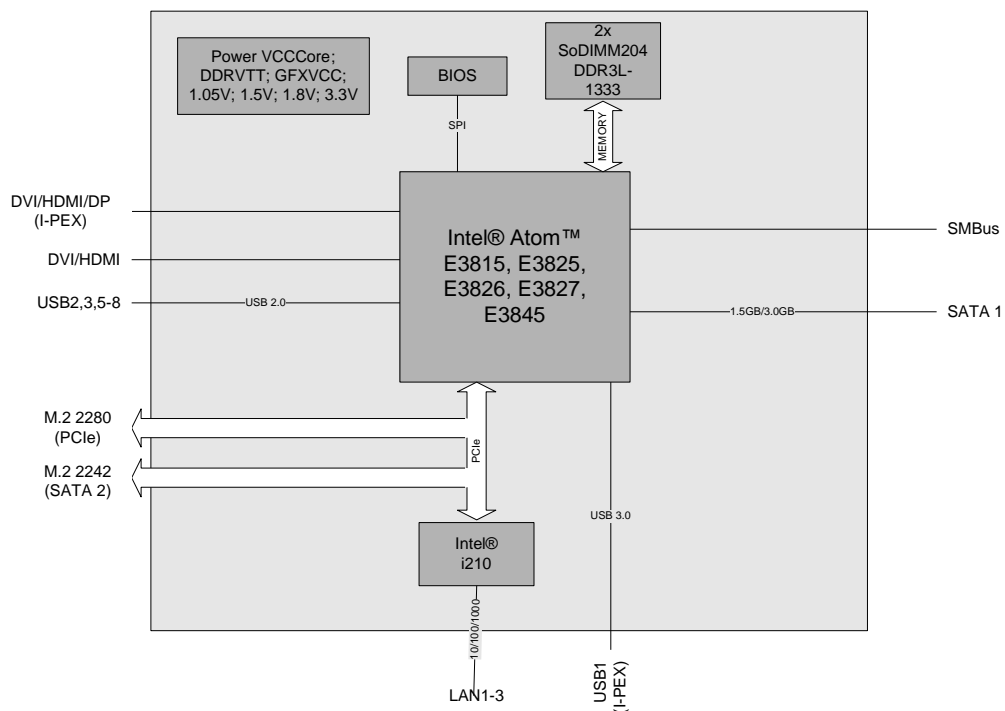 Power VCCCore;
DDRVTT; GFXVCC;
1.05V; 1.5V; 1.8V; 3.3V
BIOS
2x
SoDIMM204
DDR3L-
1333
SPI
MEMORY
DVI/HDMI/DP
(I-PEX)
DVI/HDMI
USB2,3,5-8
USB 2.0
Intel® Atom™
E3815, E3825,
E3826, E3827,
E3845
SMBus
1.5GB/3.0GB
SATA 1
M.2 2280
(PCIe)
M.2 2242
(SATA 2)
PCIe
USB 3.0
Intel®
i210
10/100/1000
LAN1-3
USB1
(I-PEX)